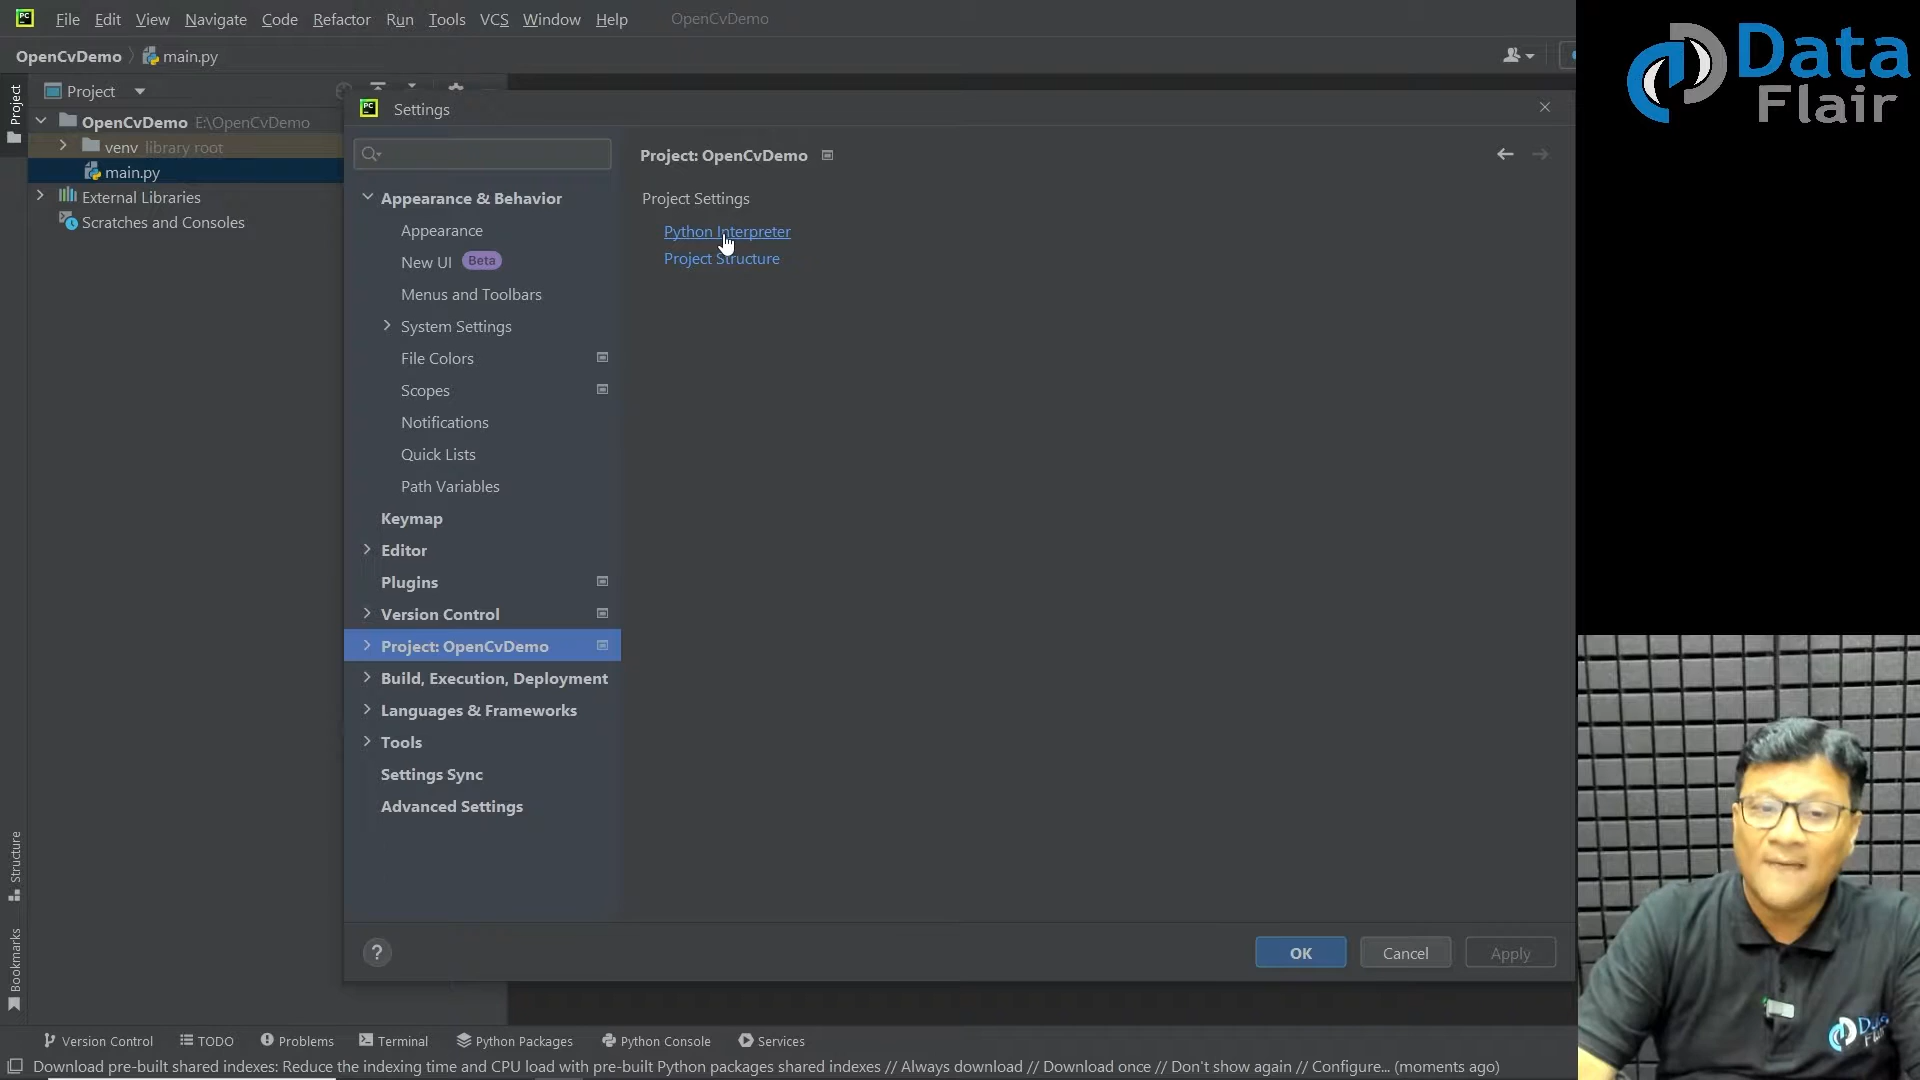 File Edit View Navigate Code Refactor Run Tools VCS Window Help OpenCvDemo
OpenCvDemo main.py
Project
Project
OpenCvDemo E:\OpenCvDemo
venv library root
main.py
External Libraries
Scratches and Consoles
Structure
Bookmarks
PC Settings
Appearance & Behavior
Appearance
New UI Beta
Menus and Toolbars
System Settings
File Colors
Scopes
Notifications
Quick Lists
Path Variables
Keymap
Editor
Plugins
Version Control
Project: OpenCvDemo
Build, Execution, Deployment
Languages & Frameworks
Tools
Settings Sync
Advanced Settings
Project: OpenCvDemo
Project Settings
Python Interpreter
Project Structure
?
OK Cancel Apply
Version Control TODO Problems Terminal Python Packages Python Console Services
Download pre-built shared indexes: Reduce the indexing time and CPU load with pre-built Python packages shared indexes // Always download // Download once // Don't show again // Configure... (moments ago)
Data
Flair